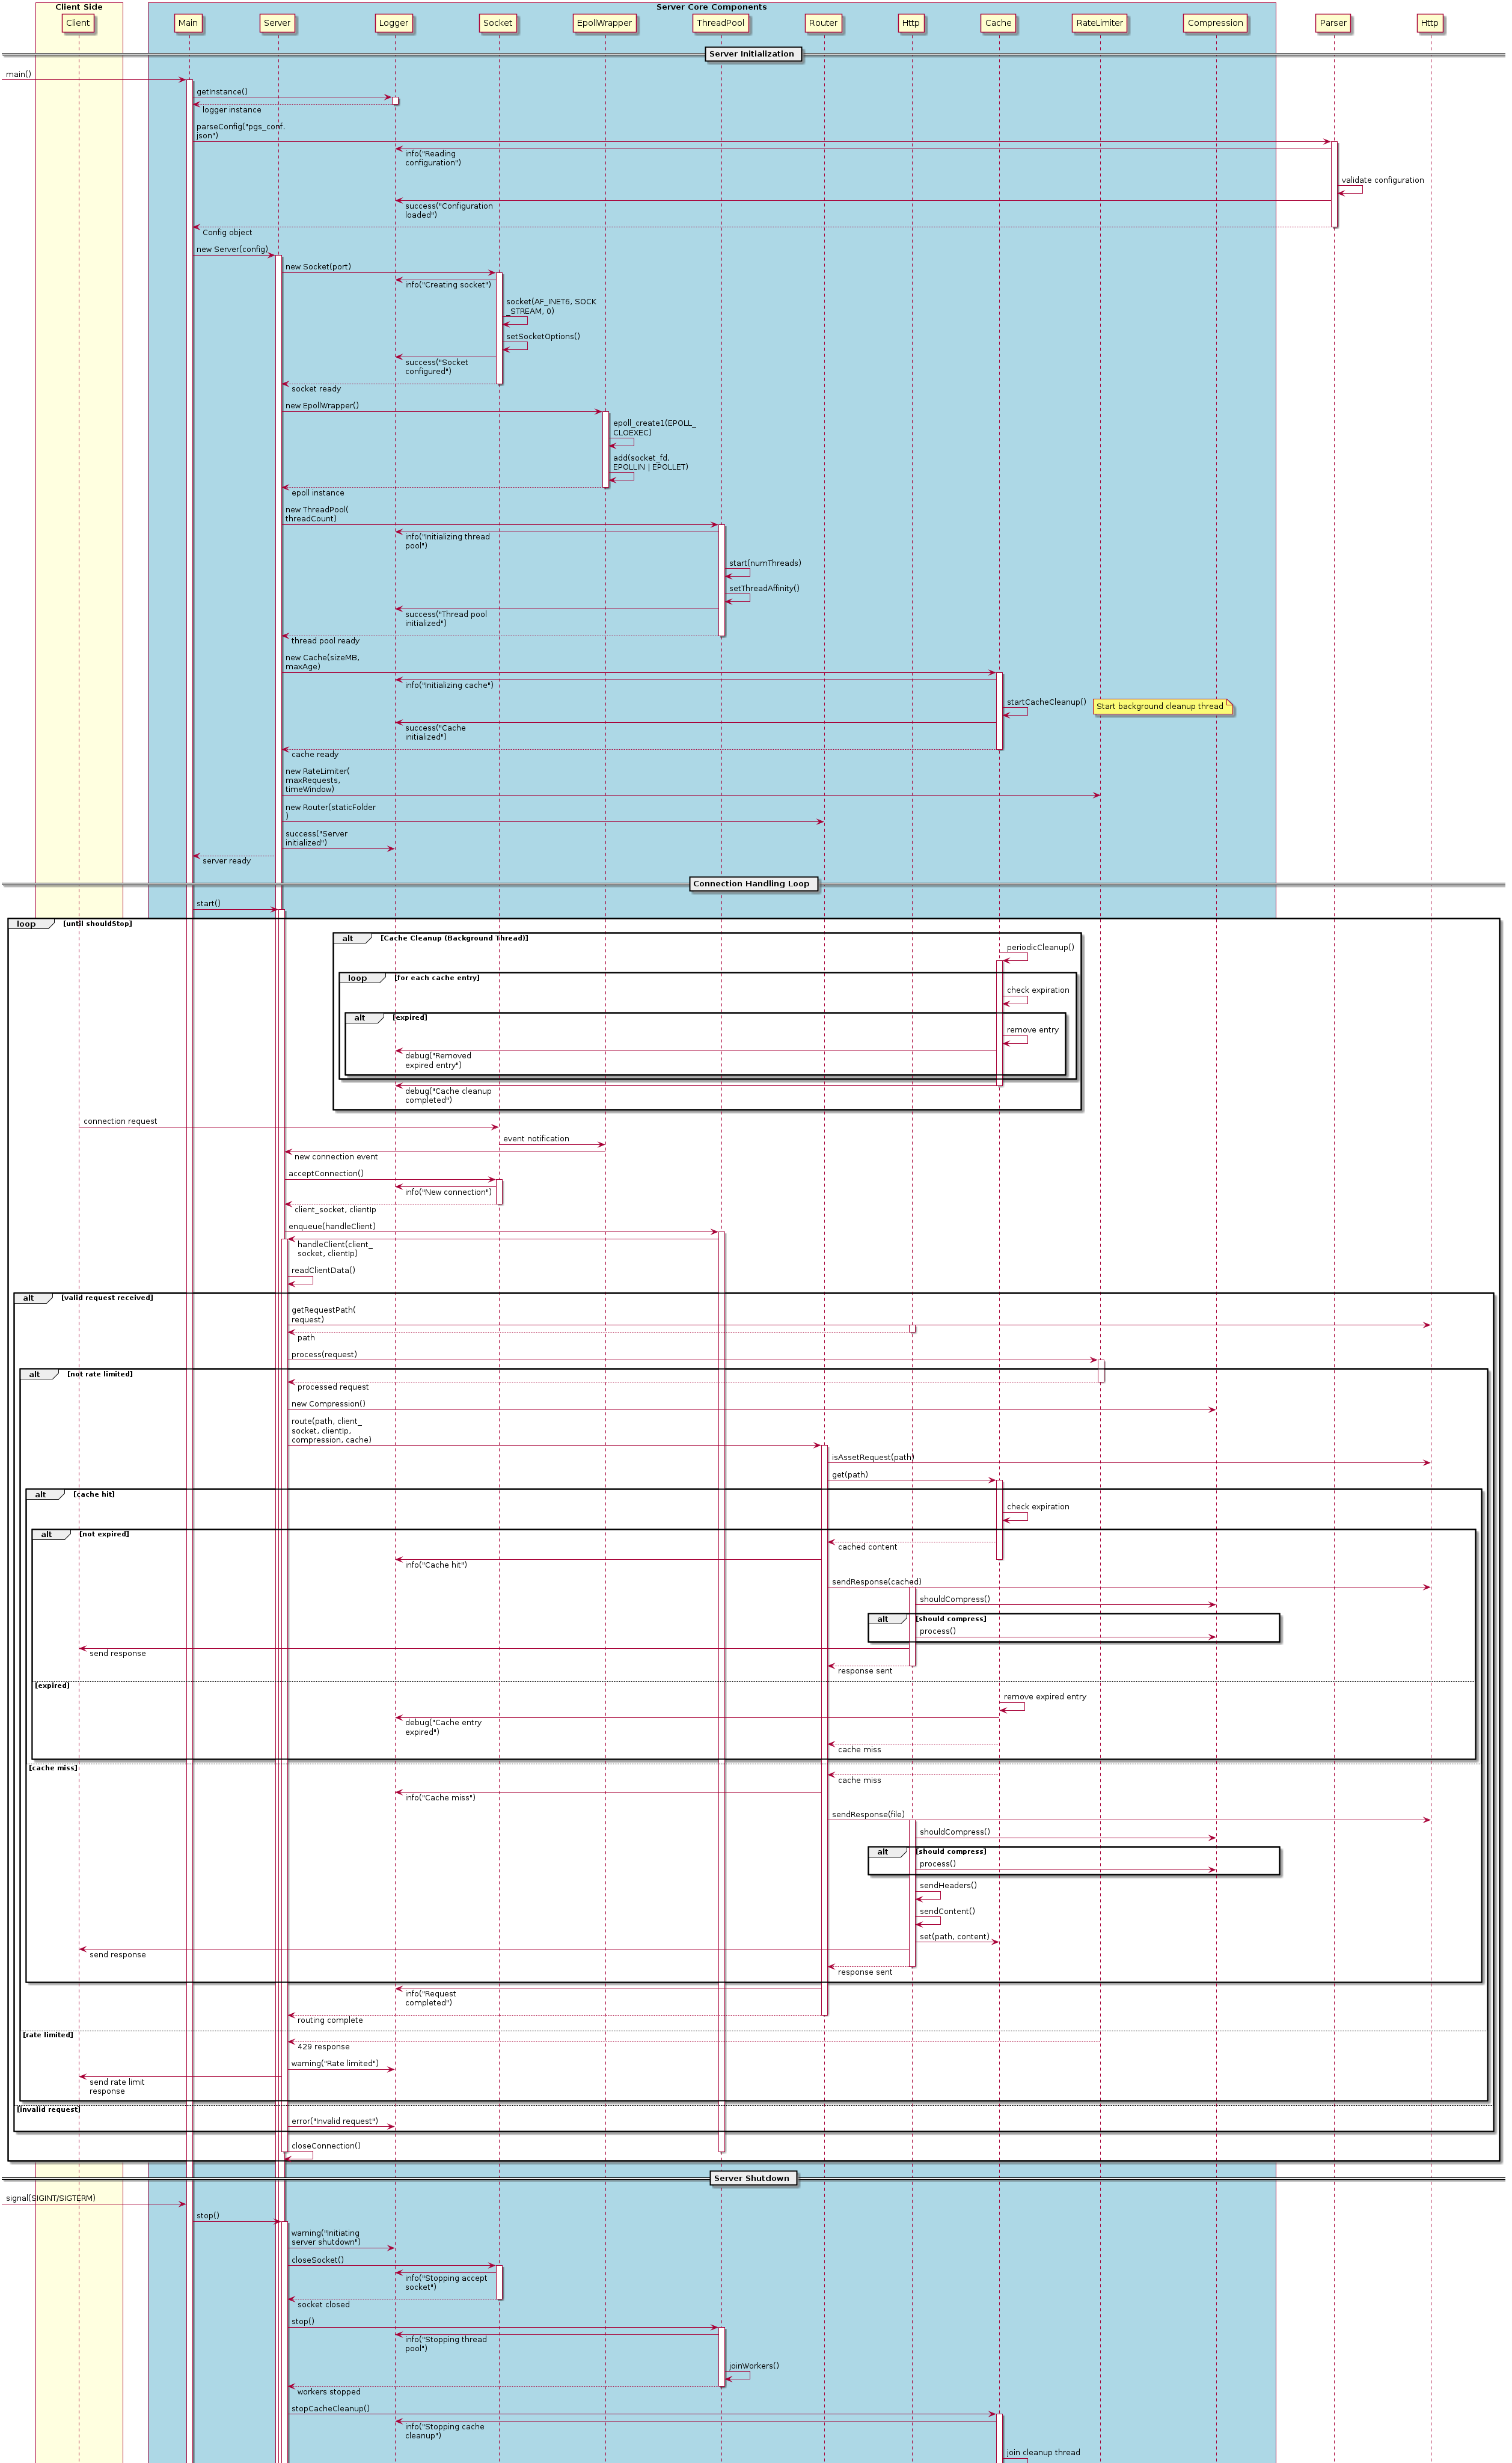 Client Side
Server Core Components
Client
Main
Server
Logger
Socket
EpollWrapper
ThreadPool
Router
Http
Cache
RateLimiter
Compression
Parser
Http
Server Initialization
main()
getInstance()
logger instance
parseConfig("pgs_conf.
json")
info("Reading
configuration")
validate configuration
success("Configuration
loaded")
Config object
new Server(config)
new Socket(port)
info("Creating socket")
socket(AF_INET6, SOCK
_STREAM, 0)
setSocketOptions()
success("Socket
configured")
socket ready
new EpollWrapper()
epoll_create1(EPOLL_
CLOEXEC)
add(socket_fd,
EPOLLIN | EPOLLET)
epoll instance
new ThreadPool(
threadCount)
info("Initializing thread
pool")
start(numThreads)
setThreadAffinity()
success("Thread pool
initialized")
thread pool ready
new Cache(sizeMB,
maxAge)
info("Initializing cache")
startCacheCleanup()
Start background cleanup thread
success("Cache
initialized")
cache ready
new RateLimiter(
maxRequests,
timeWindow)
new Router(staticFolder
)
success("Server
initialized")
server ready
Connection Handling Loop
start()
loop [until shouldStop]
alt [Cache Cleanup (Background Thread)]
periodicCleanup()
loop [for each cache entry]
check expiration
alt [expired]
remove entry
debug("Removed
expired entry")
debug("Cache cleanup
completed")
connection request
event notification
new connection event
acceptConnection()
info("New connection")
client_socket, clientIp
enqueue(handleClient)
handleClient(client_
socket, clientIp)
readClientData()
alt [valid request received]
getRequestPath(
request)
path
process(request)
alt [not rate limited]
processed request
new Compression()
route(path, client_
socket, clientIp,
compression, cache)
isAssetRequest(path)
get(path)
alt [cache hit]
check expiration
alt [not expired]
cached content
info("Cache hit")
sendResponse(cached)
shouldCompress()
alt [should compress]
process()
send response
response sent
[expired]
remove expired entry
debug("Cache entry
expired")
cache miss
[cache miss]
cache miss
info("Cache miss")
sendResponse(file)
shouldCompress()
alt [should compress]
process()
sendHeaders()
sendContent()
set(path, content)
send response
response sent
info("Request
completed")
routing complete
[rate limited]
429 response
warning("Rate limited")
send rate limit
response
[invalid request]
error("Invalid request")
closeConnection()
Server Shutdown
signal(SIGINT/SIGTERM)
stop()
warning("Initiating
server shutdown")
closeSocket()
info("Stopping accept
socket")
socket closed
stop()
info("Stopping thread
pool")
joinWorkers()
workers stopped
stopCacheCleanup()
info("Stopping cache
cleanup")
join cleanup thread